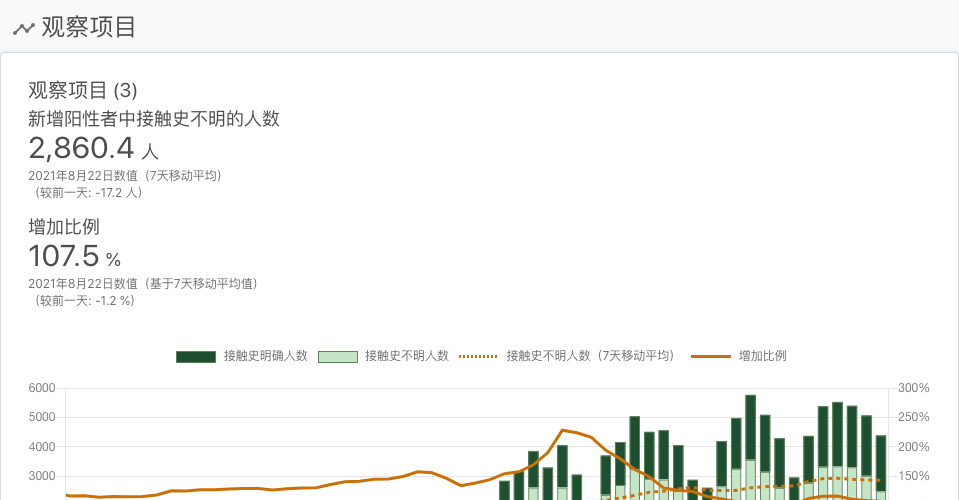 观察项目
观察项目 (3)
新增阳性者中接触史不明的人数
2,860.4 人
2021年8月22日数值（7天移动平均）
（较前一天: -17.2 人）
增加比例
107.5 %
2021年8月22日数值（基于7天移动平均值）
（较前一天: -1.2 %）
接触史明确人数 接触史不明人数 接触史不明人数（7天移动平均） 增加比例
6000 300%
5000 250%
4000 200%
3000 150%